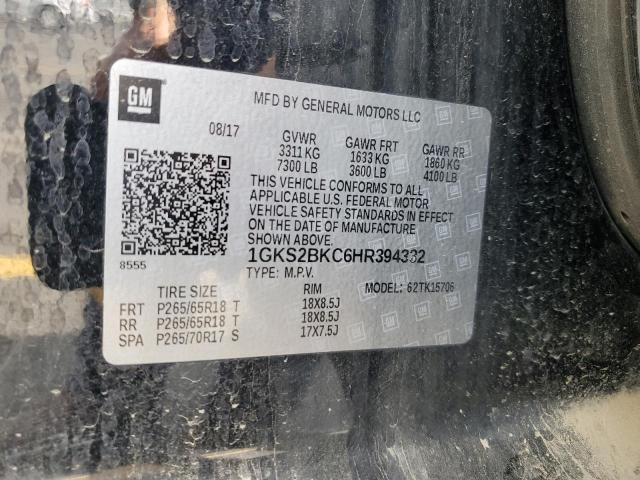 GM
MFD BY GENERAL MOTORS LLC
08/17 GVWR GAWR FRT GAWR RR
3311 KG 1633 KG 1860 KG
7300 LB 3600 LB 4100 LB
THIS VEHICLE CONFORMS TO ALL
APPLICABLE U.S. FEDERAL MOTOR
VEHICLE SAFETY STANDARDS IN EFFECT
ON THE DATE OF MANUFACTURE
SHOWN ABOVE.
8555 1GKS2BKC6HR394332
TYPE: M.P.V. MODEL: 62TK15706
TIRE SIZE RIM
FRT P265/65R18 T 18X8.5J
RR P265/65R18 T 18X8.5J
SPA P265/70R17 S 17X7.5J